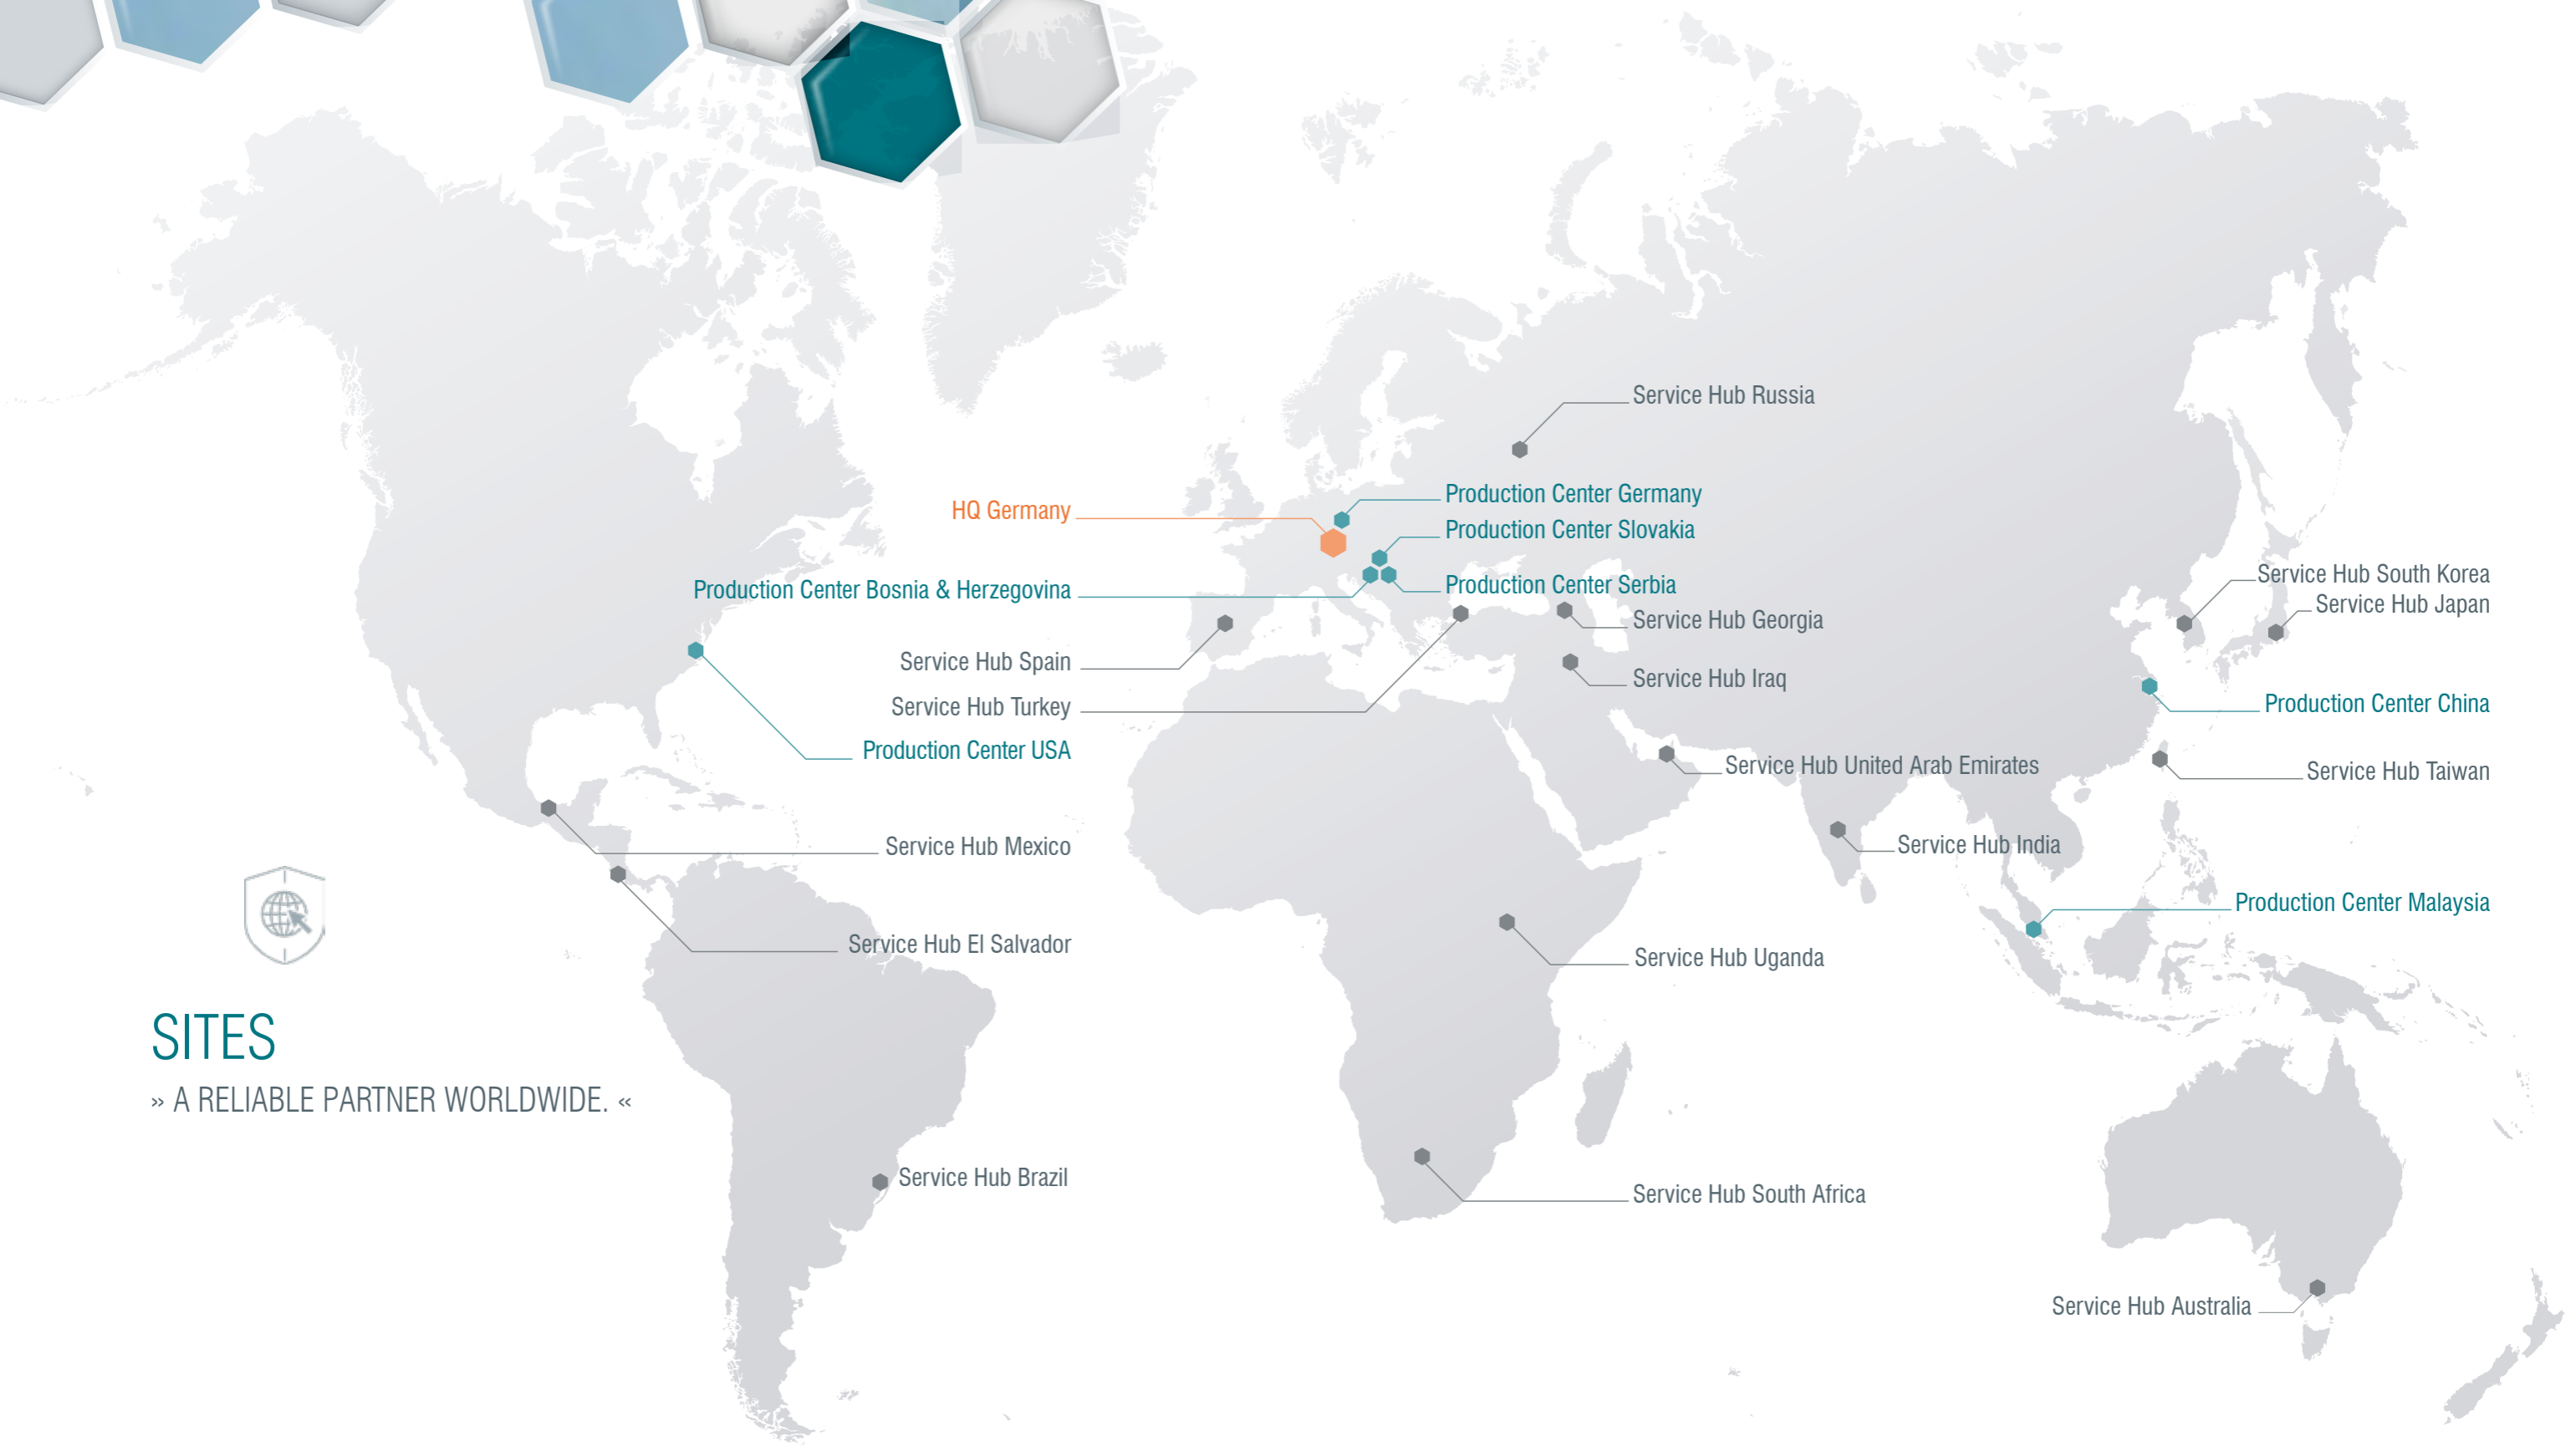 Service Hub Russia
HQ Germany
Production Center Germany
Production Center Slovakia
Production Center Bosnia & Herzegovina
Production Center Serbia
Service Hub South Korea
Service Hub Japan
Service Hub Georgia
Service Hub Spain
Service Hub Iraq
Service Hub Turkey
Production Center China
Production Center USA
Service Hub United Arab Emirates
Service Hub Taiwan
Service Hub Mexico
Service Hub India
Production Center Malaysia
Service Hub El Salvador
Service Hub Uganda
SITES
» A RELIABLE PARTNER WORLDWIDE. «
Service Hub Brazil
Service Hub South Africa
Service Hub Australia